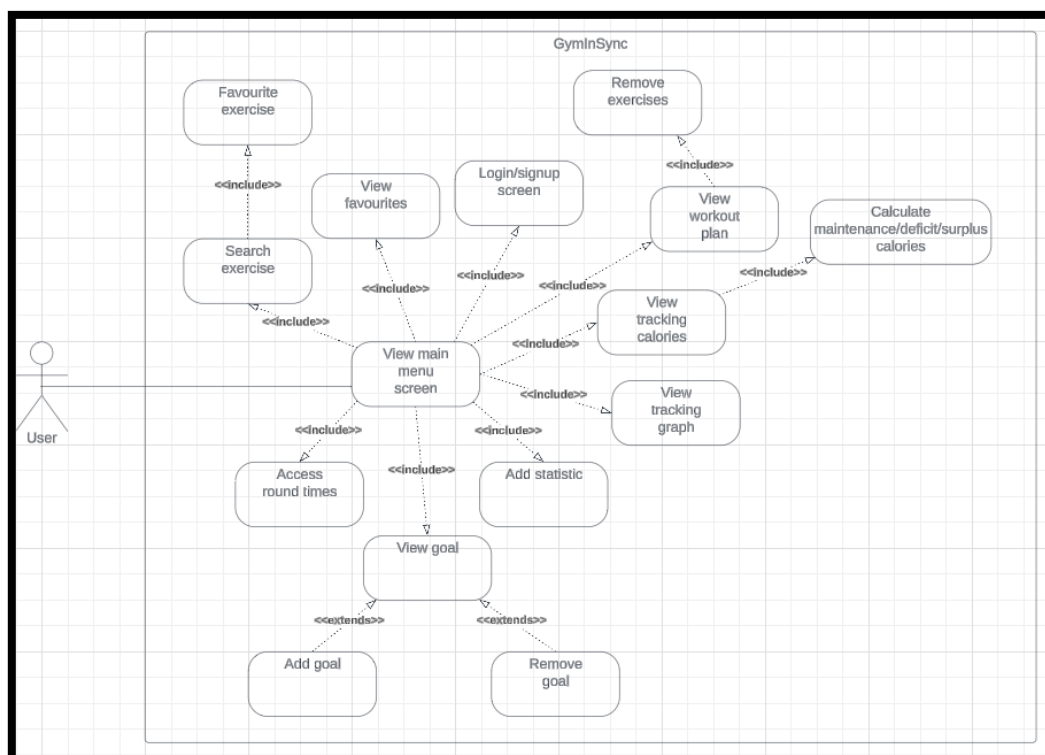 GymInSync
Favourite
exercise
Remove
exercises
<<include>>
View
favourites
Login/signup
screen
<<include>>
View
workout
plan
Calculate
maintenance/deficit/surplus
calories
Search
exercise
<<include>>
<<include>>
<<include>>
<<include>>
<<include>>
View
tracking
calories
<<include>>
View main
menu
screen
<<include>>
<<include>>
View
tracking
graph
User
<<include>>
<<include>>
<<include>>
Access
round times
Add statistic
View goal
<<extends>>
<<extends>>
Add goal
Remove
goal